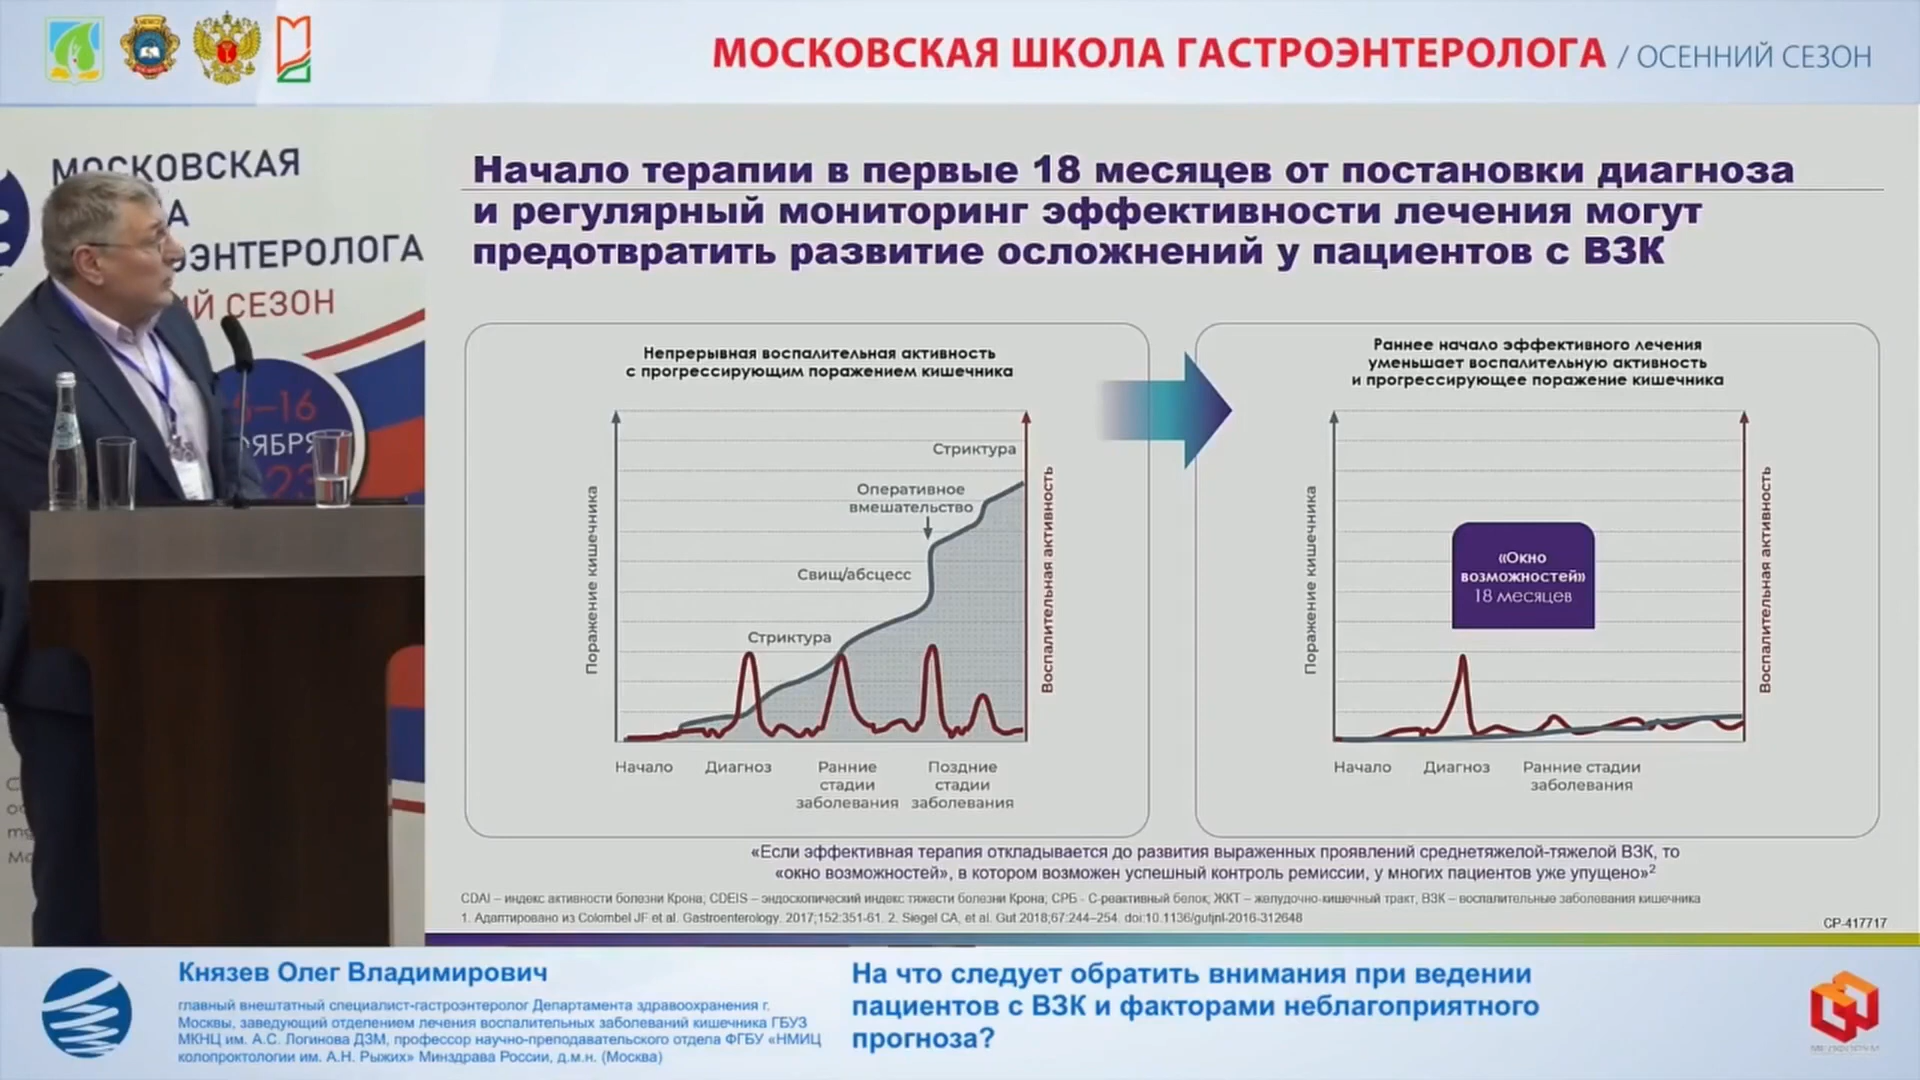 МОСКОВСКАЯ ШКОЛА ГАСТРОЭНТЕРОЛОГА / ОСЕННИЙ СЕЗОН
МОСКОВСКАЯ
СЕЗОН
Начало терапии в первые 18 месяцев от постановки диагноза
и регулярный мониторинг эффективности лечения могут
предотвратить развитие осложнений у пациентов с ВЗК
Непрерывная воспалительная активность
с прогрессирующим поражением кишечника
Поражение кишечника
Стриктура
Оперативное
вмешательство
Свищ/абсцесс
Стриктура
Воспалительная активность
Начало
Диагноз
Ранние
стадии
заболевания
Поздние
стадии
заболевания
Раннее начало эффективного лечения
уменьшает воспалительную активность
и прогрессирующее поражение кишечника
Поражение кишечника
«Окно
возможностей»
18 месяцев
Воспалительная активность
Начало
Диагноз
Ранние стадии
заболевания
«Если эффективная терапия откладывается до развития выраженных проявлений среднетяжелой-тяжелой ВЗК, то
«окно возможностей», в котором возможен успешный контроль ремиссии, у многих пациентов уже упущено»2
CDAI – индекс активности болезни Крона; CDEIS – эндоскопический индекс тяжести болезни Крона; СРБ - С-реактивный белок; ЖКТ – желудочно-кишечный тракт, ВЗК – воспалительные заболевания кишечника
1. Адаптировано из Colombel JF et al. Gastroenterology. 2017;152:351-61. 2. Siegel CA, et al. Gut 2018;67:244–254. doi:10.1136/gutjnl-2016-312648
CP-417717
Князев Олег Владимирович
главный внештатный специалист-гастроэнтеролог Департамента здравоохранения г.
Москвы, заведующий отделением лечения воспалительных заболеваний кишечника ГБУЗ
МКНЦ им. А.С. Логинова ДЗМ, профессор научно-преподавательского отдела ФГБУ «НМИЦ
колопроктологии им. А.Н. Рыжих» Минздрава России, д.м.н. (Москва)
На что следует обратить внимания при ведении
пациентов с ВЗК и факторами неблагоприятного
прогноза?